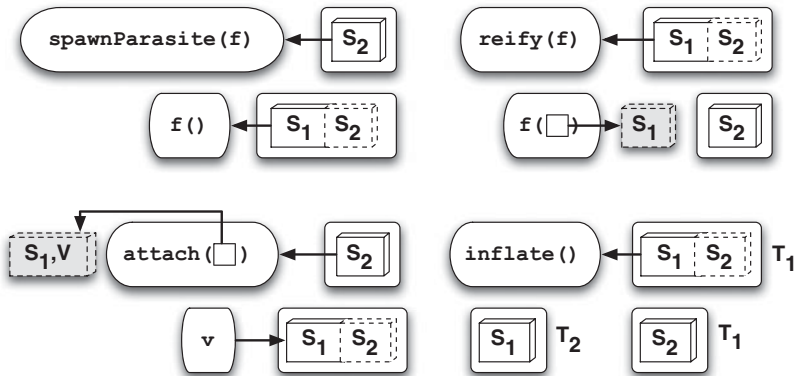 spawnParasite(f) S2 reify(f) S1 S2
f() S1 S2 f( ) S1 S2
S1,V attach( ) S2 inflate() S1 S2 T1
v S1 S2 S1 T2 S2 T1